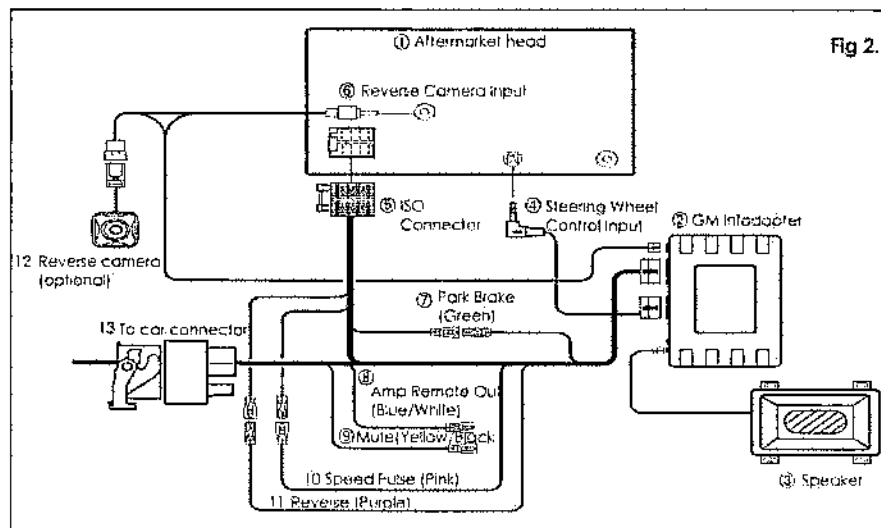 ① Aftermarket head
Fig 2.
⑥ Reverse Camera Input
⑤ ISO
Connector
④ Steering Wheel
Control Input
② GM Infodapter
12 Reverse camera
(optional)
⑦ Park Brake
(Green)
13 To car connector
⑧
Amp Remote Out
(Blue/White)
⑨ Mute(Yellow/Black
10 Speed Fuse (Pink)
11 Reverse (Purple)
③ Speaker